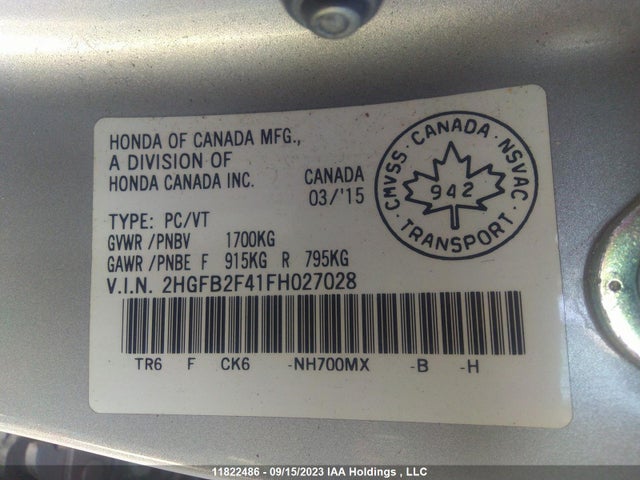 HONDA OF CANADA MFG.,
A DIVISION OF
HONDA CANADA INC.
CANADA
03/'15
CMVSS · CANADA · NSVAC
942
TRANSPORT
TYPE: PC/VT
GVWR/PNBV 1700KG
GAWR/PNBE F 915KG R 795KG
V.I.N. 2HGFB2F41FH027028
TR6 F CK6 -NH700MX -B -H
11822486 - 09/15/2023 IAA Holdings , LLC